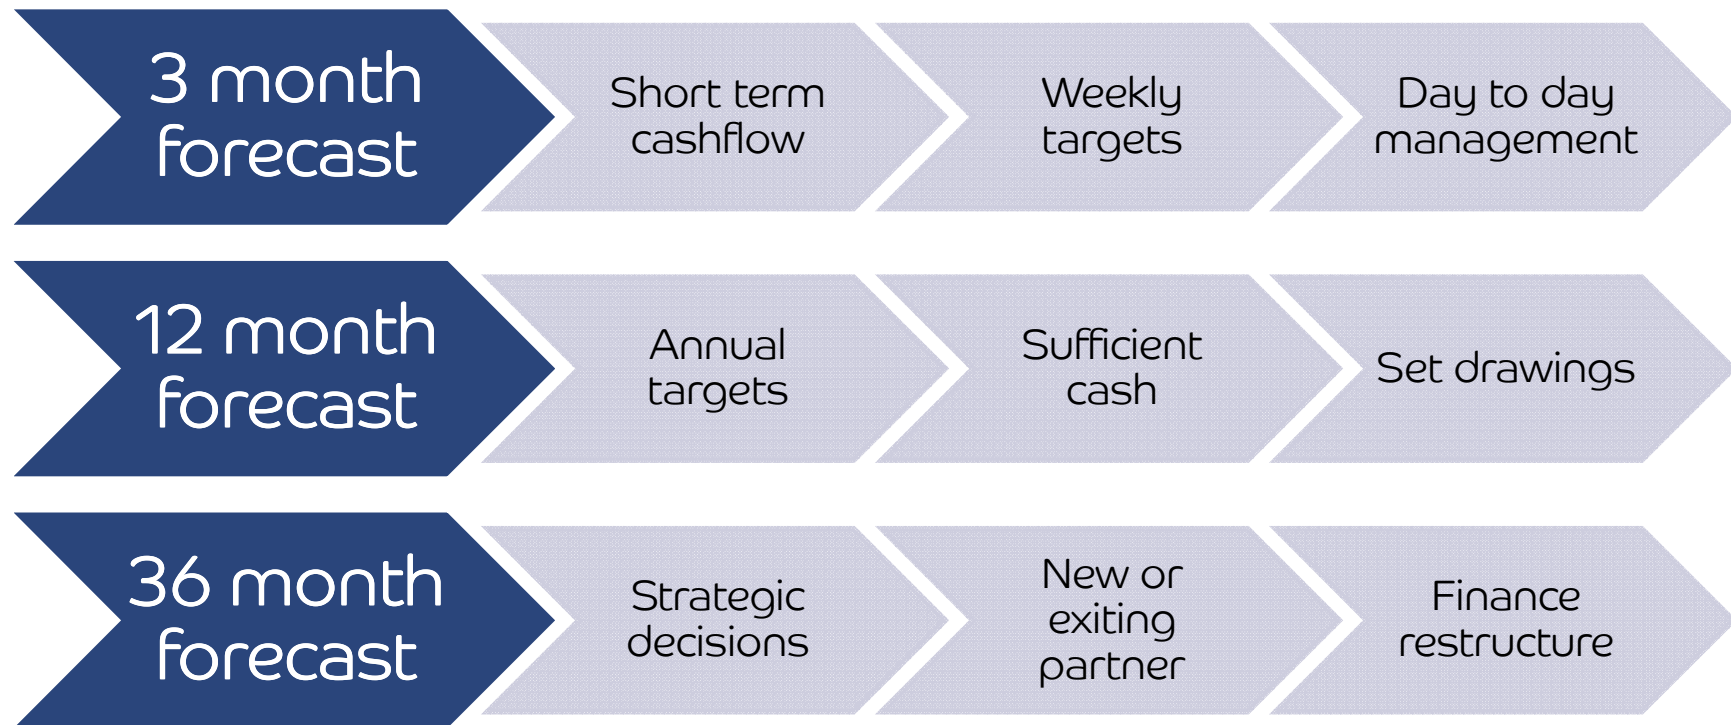 3 month
forecast
Short term
cashflow
Weekly
targets
Day to day
management
12 month
forecast
Annual
targets
Sufficient
cash
Set drawings
36 month
forecast
Strategic
decisions
New or
exiting
partner
Finance
restructure